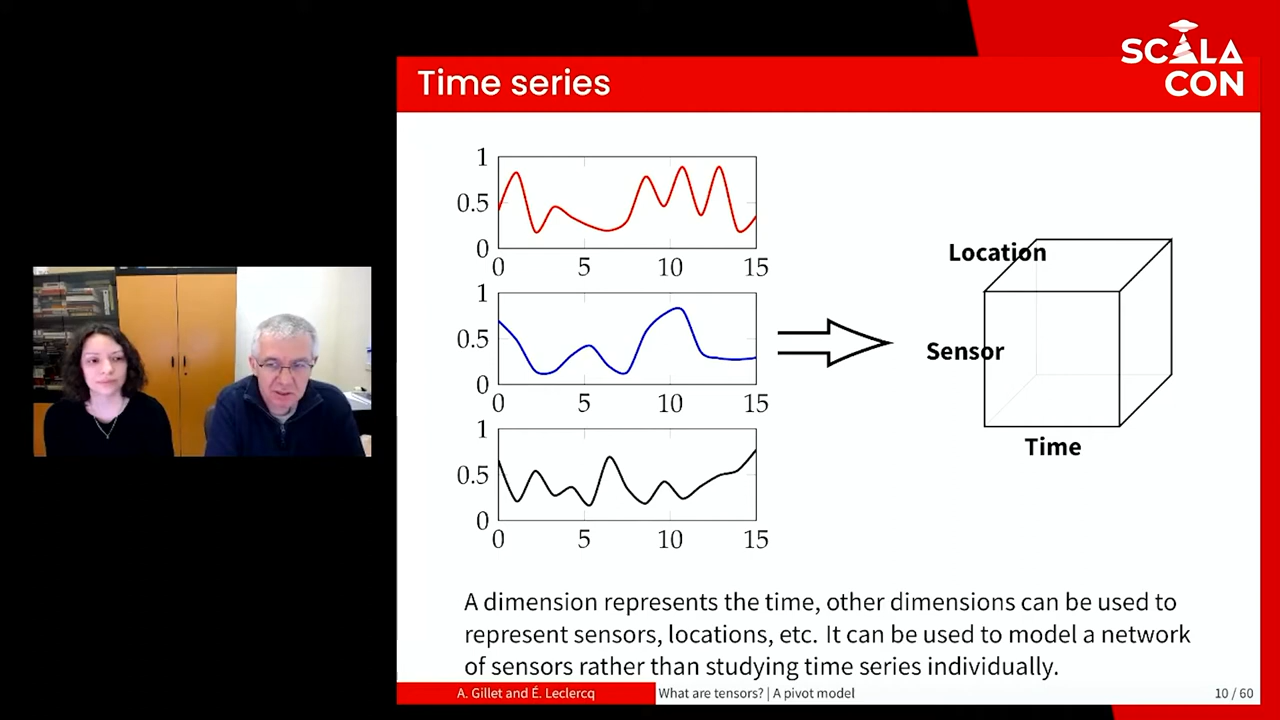 SCALA
CON
Time series
1
0.5
0
0 5 10 15
1
0.5
0
0 5 10 15
1
0.5
0
0 5 10 15
Location
Sensor
Time
A dimension represents the time, other dimensions can be used to
represent sensors, locations, etc. It can be used to model a network
of sensors rather than studying time series individually.
A. Gillet and É. Leclercq
What are tensors? | A pivot model
10 / 60